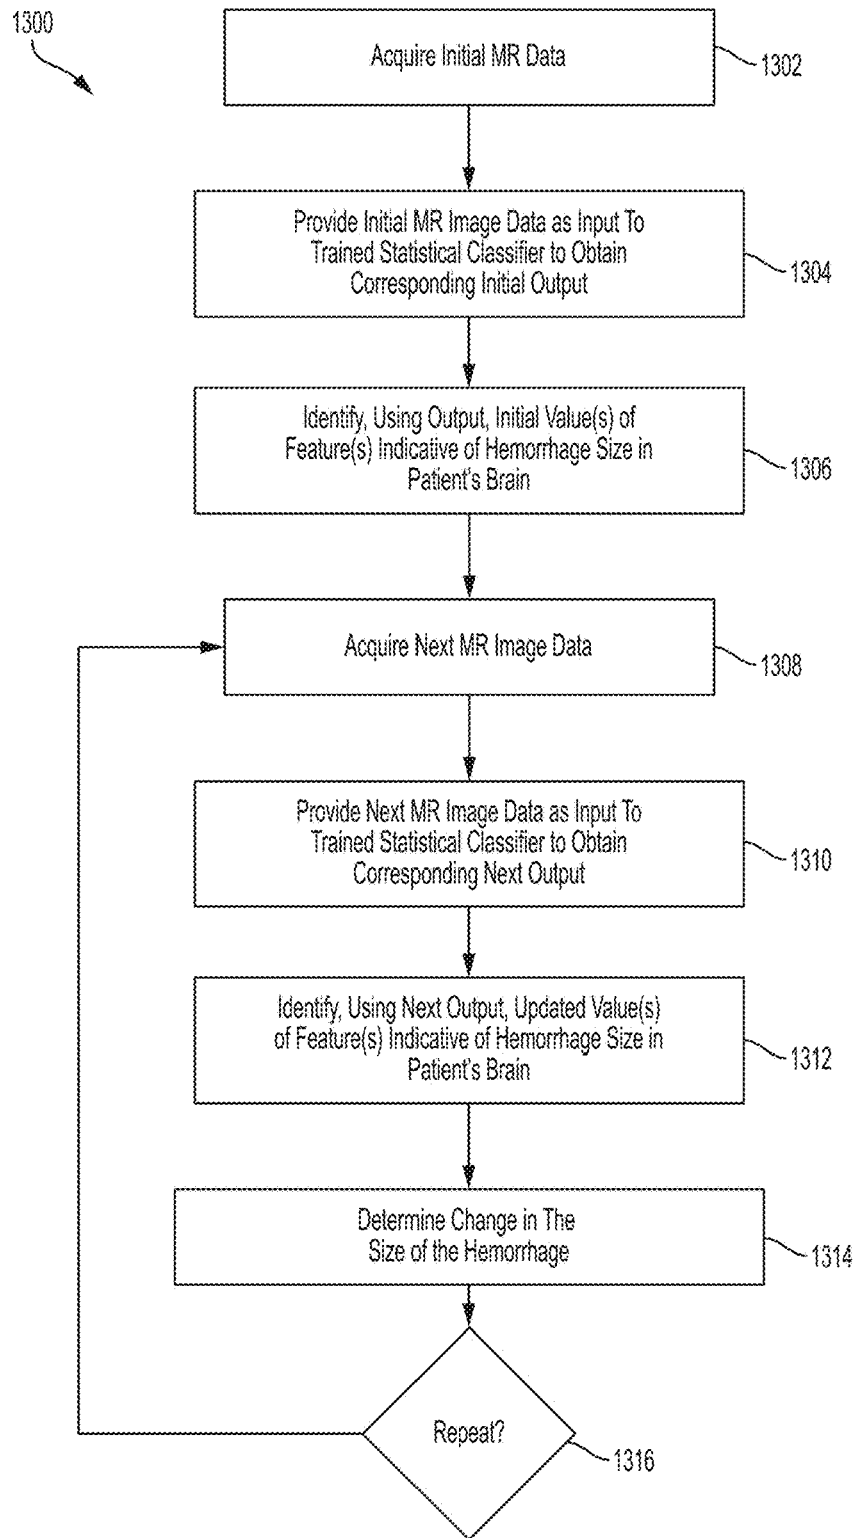 1300
Acquire Initial MR Data
1302
Provide Initial MR Image Data as Input To
Trained Statistical Classifier to Obtain
Corresponding Initial Output
1304
Identify, Using Output, Initial Value(s) of
Feature(s) Indicative of Hemorrhage Size in
Patient's Brain
1306
Acquire Next MR Image Data
1308
Provide Next MR Image Data as Input To
Trained Statistical Classifier to Obtain
Corresponding Next Output
1310
Identify, Using Next Output, Updated Value(s)
of Feature(s) Indicative of Hemorrhage Size in
Patient's Brain
1312
Determine Change in The
Size of the Hemorrhage
1314
Repeat?
1316